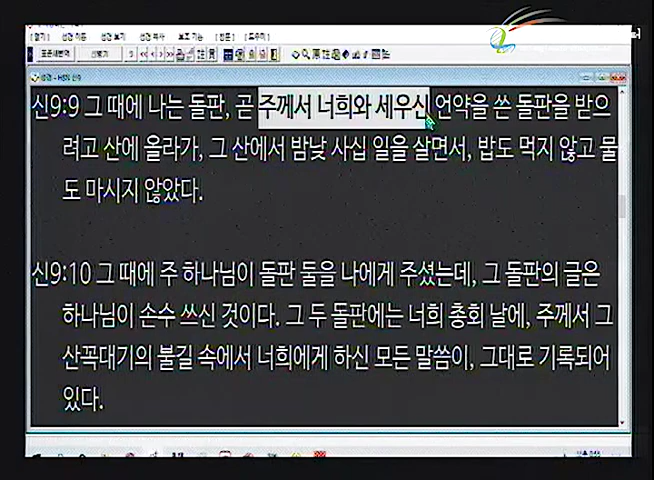 신9:9 그 때에 나는 돌판, 곧 주께서 너희와 세우신 언약을 쓴 돌판을 받으
려고 산에 올라가, 그 산에서 밤낮 사십 일을 살면서, 밥도 먹지 않고 물
도 마시지 않았다.
신9:10 그 때에 주 하나님이 돌판 둘을 나에게 주셨는데, 그 돌판의 글은
하나님이 손수 쓰신 것이다. 그 두 돌판에는 너희 총회 날에, 주께서 그
산꼭대기의 불길 속에서 너희에게 하신 모든 말씀이, 그대로 기록되어
있다.